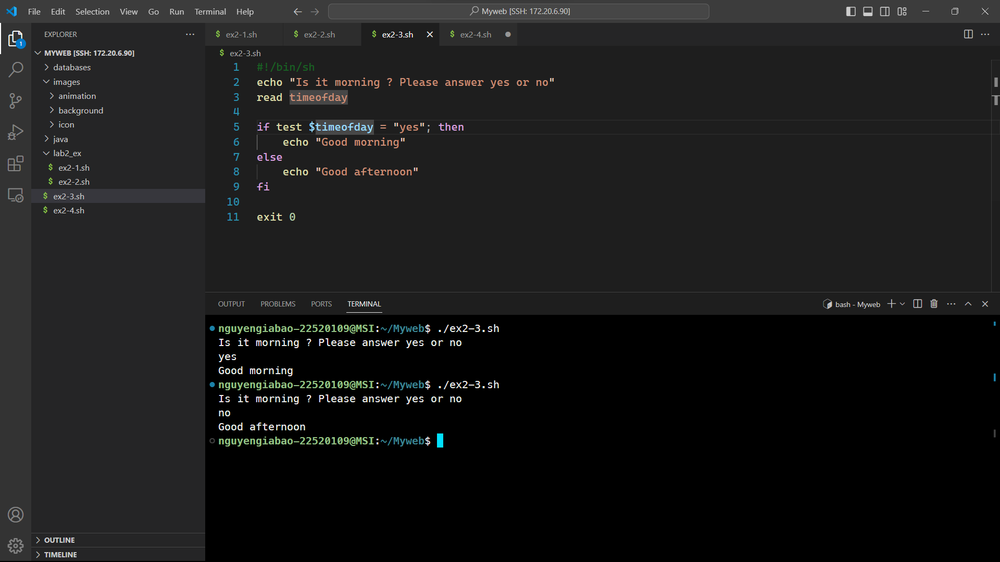 File Edit Selection View Go Run Terminal Help
Myweb [SSH: 172.20.6.90]
EXPLORER
1
MYWEB [SSH: 172.20.6.90]
databases
images
animation
background
icon
java
lab2_ex
$ ex2-1.sh
$ ex2-2.sh
$ ex2-3.sh
$ ex2-4.sh
OUTLINE
TIMELINE
$ ex2-1.sh $ ex2-2.sh $ ex2-3.sh $ ex2-4.sh
$ ex2-3.sh
1 #!/bin/sh
2 echo "Is it morning ? Please answer yes or no"
3 read timeofday
4
5 if test $timeofday = "yes"; then
6     echo "Good morning"
7 else
8     echo "Good afternoon"
9 fi
10
11 exit 0
OUTPUT PROBLEMS PORTS TERMINAL
bash - Myweb
nguyengiabao-22520109@MSI:~/Myweb$ ./ex2-3.sh
Is it morning ? Please answer yes or no
yes
Good morning
nguyengiabao-22520109@MSI:~/Myweb$ ./ex2-3.sh
Is it morning ? Please answer yes or no
no
Good afternoon
nguyengiabao-22520109@MSI:~/Myweb$